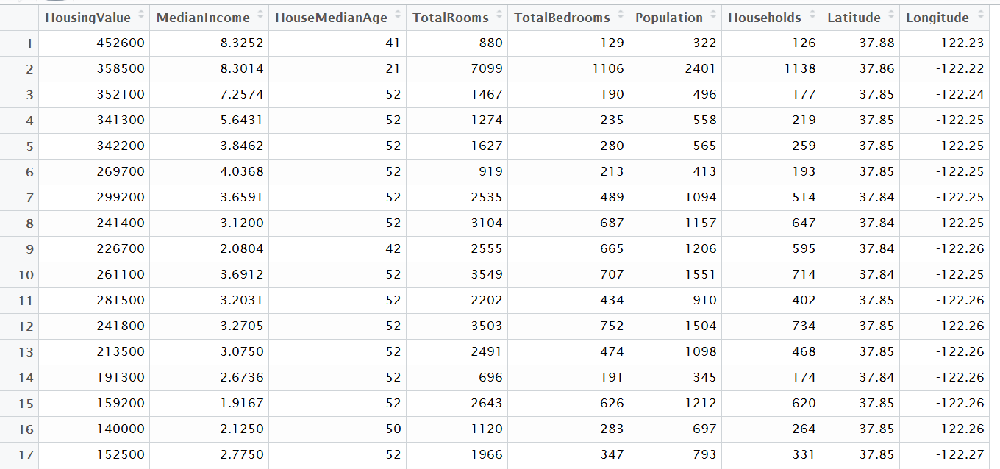 HousingValue MedianIncome HouseMedianAge TotalRooms TotalBedrooms Population Households Latitude Longitude
1 452600 8.3252 41 880 129 322 126 37.88 -122.23
2 358500 8.3014 21 7099 1106 2401 1138 37.86 -122.22
3 352100 7.2574 52 1467 190 496 177 37.85 -122.24
4 341300 5.6431 52 1274 235 558 219 37.85 -122.25
5 342200 3.8462 52 1627 280 565 259 37.85 -122.25
6 269700 4.0368 52 919 213 413 193 37.85 -122.25
7 299200 3.6591 52 2535 489 1094 514 37.84 -122.25
8 241400 3.1200 52 3104 687 1157 647 37.84 -122.25
9 226700 2.0804 42 2555 665 1206 595 37.84 -122.26
10 261100 3.6912 52 3549 707 1551 714 37.84 -122.25
11 281500 3.2031 52 2202 434 910 402 37.85 -122.26
12 241800 3.2705 52 3503 752 1504 734 37.85 -122.26
13 213500 3.0750 52 2491 474 1098 468 37.85 -122.26
14 191300 2.6736 52 696 191 345 174 37.84 -122.26
15 159200 1.9167 52 2643 626 1212 620 37.85 -122.26
16 140000 2.1250 50 1120 283 697 264 37.85 -122.26
17 152500 2.7750 52 1966 347 793 331 37.85 -122.27